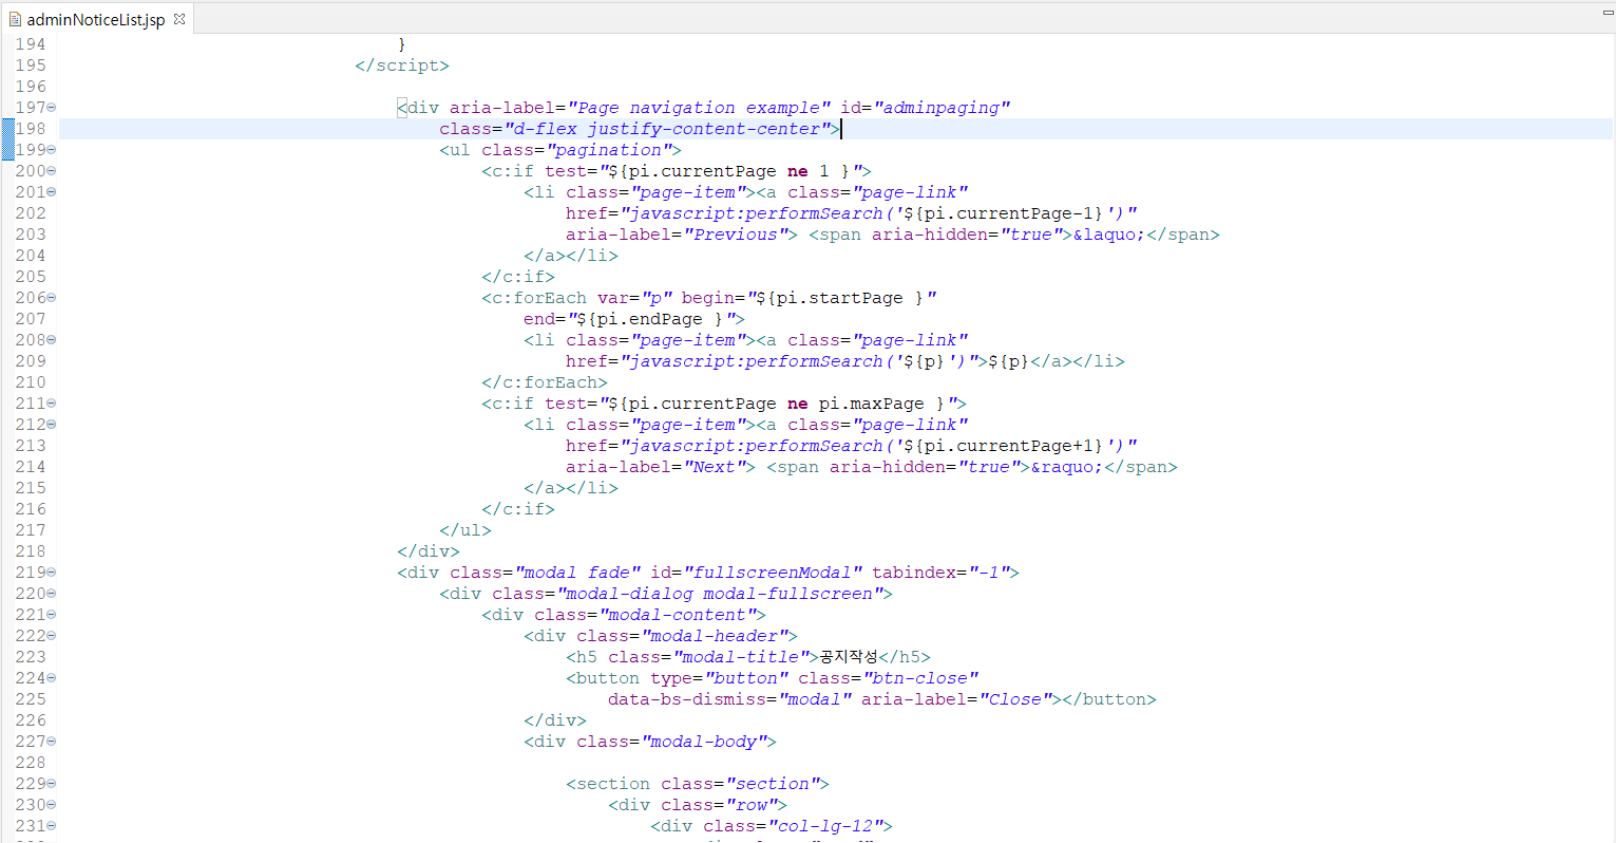 adminNoticeList.jsp
194 }
195 </script>
196
197 <div aria-label="Page navigation example" id="adminpaging"
198 class="d-flex justify-content-center">
199 <ul class="pagination">
200 <c:if test="${pi.currentPage ne 1 }">
201 <li class="page-item"><a class="page-link"
202 href="javascript:performSearch('${pi.currentPage-1}')"
203 aria-label="Previous"> <span aria-hidden="true">&laquo;</span>
204 </a></li>
205 </c:if>
206 <c:forEach var="p" begin="${pi.startPage }"
207 end="${pi.endPage }">
208 <li class="page-item"><a class="page-link"
209 href="javascript:performSearch('${p}')">${p}</a></li>
210 </c:forEach>
211 <c:if test="${pi.currentPage ne pi.maxPage }">
212 <li class="page-item"><a class="page-link"
213 href="javascript:performSearch('${pi.currentPage+1}')"
214 aria-label="Next"> <span aria-hidden="true">&raquo;</span>
215 </a></li>
216 </c:if>
217 </ul>
218 </div>
219 <div class="modal fade" id="fullscreenModal" tabindex="-1">
220 <div class="modal-dialog modal-fullscreen">
221 <div class="modal-content">
222 <div class="modal-header">
223 <h5 class="modal-title">공지작성</h5>
224 <button type="button" class="btn-close"
225 data-bs-dismiss="modal" aria-label="Close"></button>
226 </div>
227 <div class="modal-body">
228
229 <section class="section">
230 <div class="row">
231 <div class="col-lg-12">